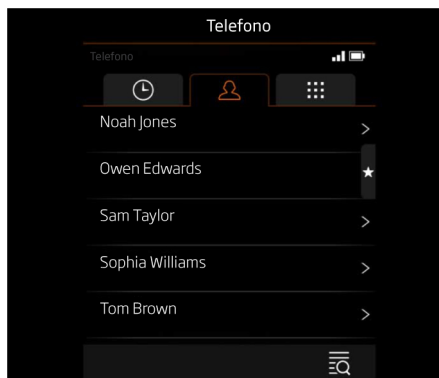 Telefono
Telefono
Noah Jones
Owen Edwards
Sam Taylor
Sophia Williams
Tom Brown